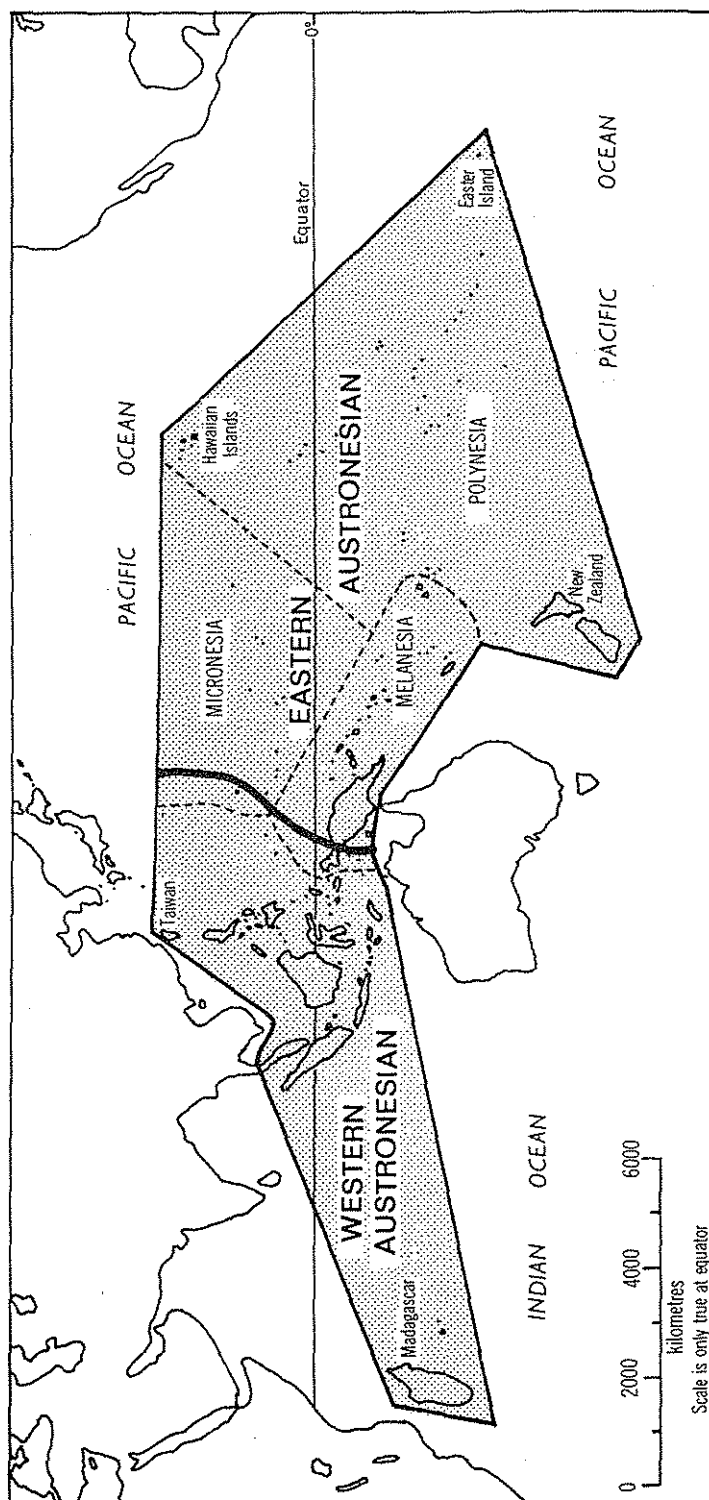 PACIFIC OCEAN
Taiwan
MICRONESIA
Hawaiian
Islands
Equator
0°
EASTERN
AUSTRONESIAN
WESTERN
AUSTRONESIAN
MELANESIA
POLYNESIA
Easter
Island
Madagascar
New
Zealand
INDIAN OCEAN
PACIFIC OCEAN
0 2000 4000 6000
kilometres
Scale is only true at equator